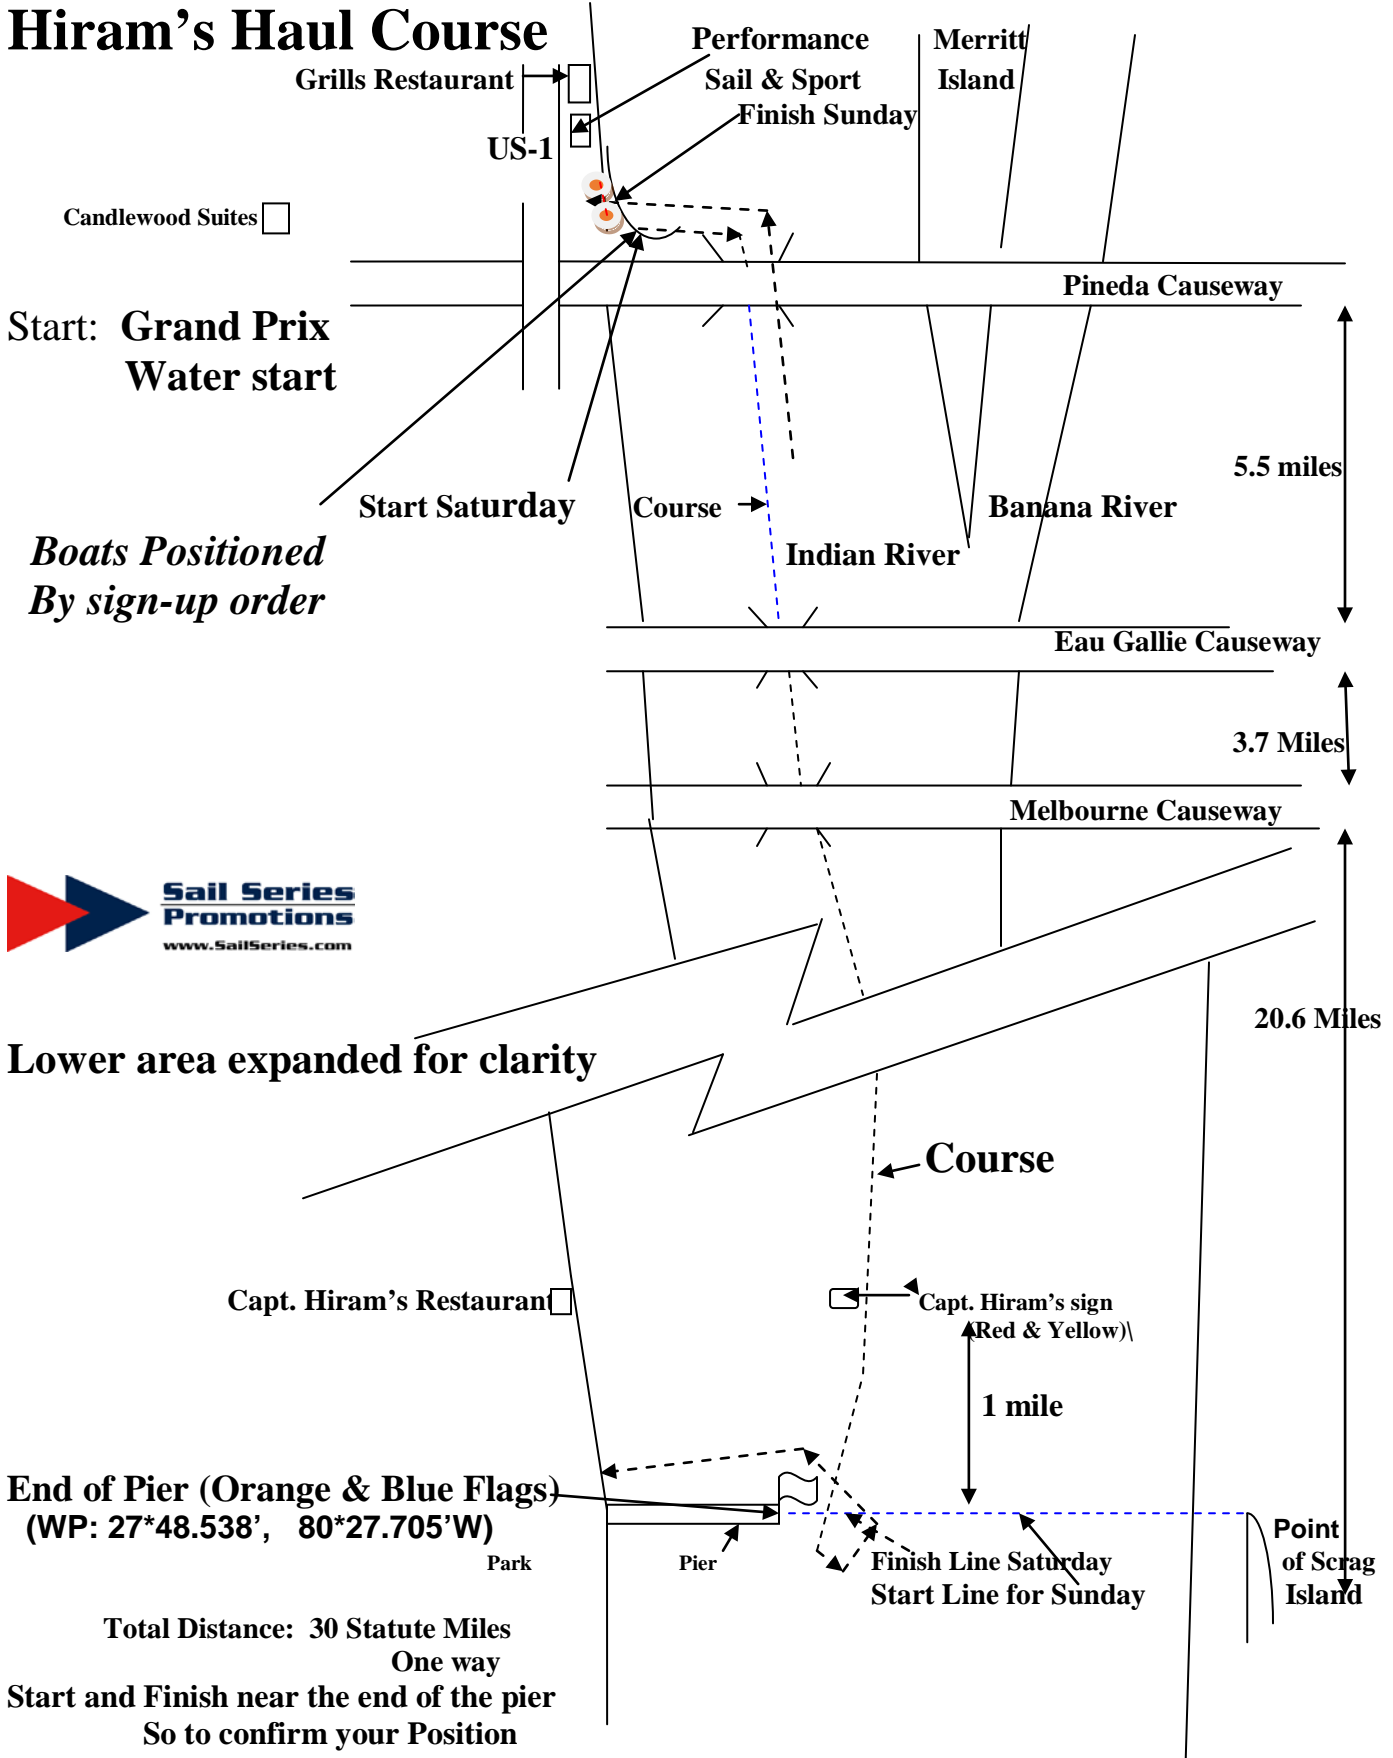 Hiram's Haul Course
Performance
Sail & Sport
Merritt
Island
Grills Restaurant
Finish Sunday
US-1
Candlewood Suites
Pineda Causeway
Start: Grand Prix
Water start
5.5 miles
Start Saturday
Course
Banana River
Indian River
Boats Positioned
By sign-up order
Eau Gallie Causeway
3.7 Miles
Melbourne Causeway
Sail Series
Promotions
www.SailSeries.com
20.6 Miles
Lower area expanded for clarity
Course
Capt. Hiram's Restaurant
Capt. Hiram's sign
(Red & Yellow)\
1 mile
End of Pier (Orange & Blue Flags)
(WP: 27*48.538', 80*27.705'W)
Park
Pier
Finish Line Saturday
Start Line for Sunday
Point
of Scrag
Island
Total Distance: 30 Statute Miles
One way
Start and Finish near the end of the pier
So to confirm your Position